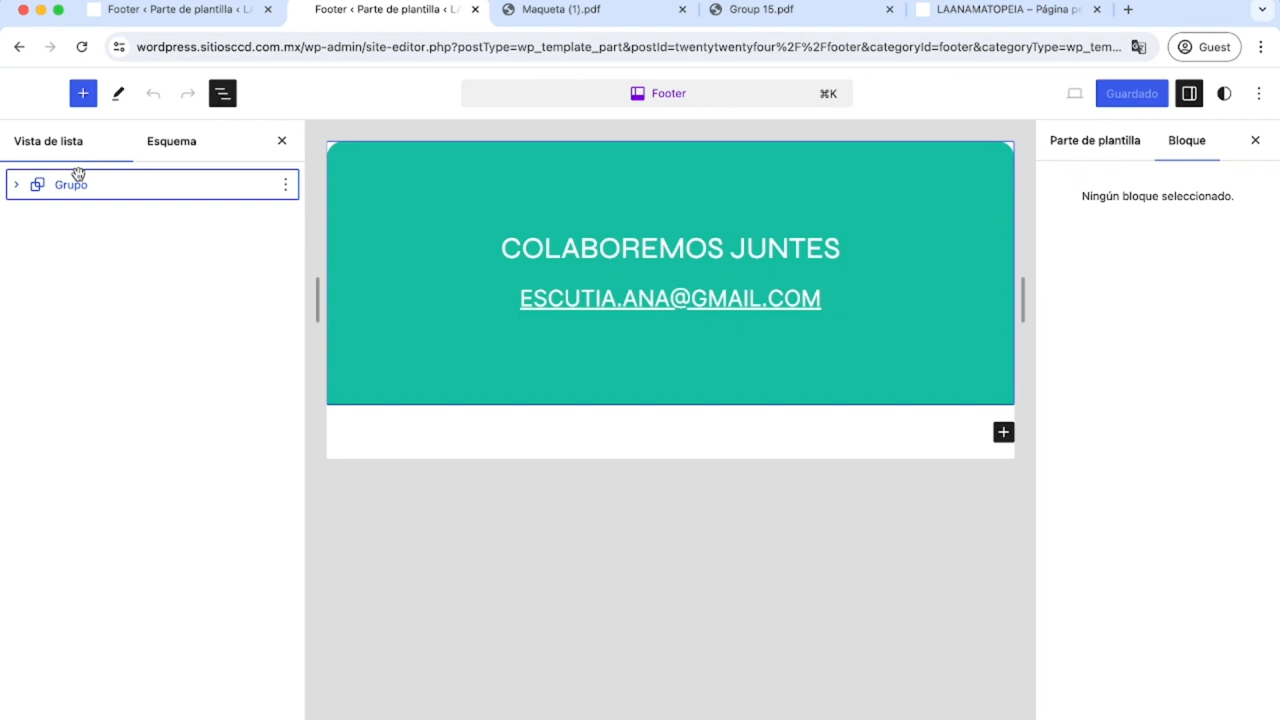 Footer ‹ Parte de plantilla ‹ L
Footer ‹ Parte de plantilla ‹ L
Maqueta (1).pdf
Group 15.pdf
LAANAMATOPEIA – Página pe
wordpress.sitiosccd.com.mx/wp-admin/site-editor.php?postType=wp_template_part&postId=twentytwentyfour%2F%2Ffooter&categoryId=footer&categoryType=wp_tem...
Guest
Footer
⌘K
Guardado
Vista de lista
Esquema
Parte de plantilla
Bloque
Grupo
Ningún bloque seleccionado.
COLABOREMOS JUNTES
ESCUTIA.ANA@GMAIL.COM